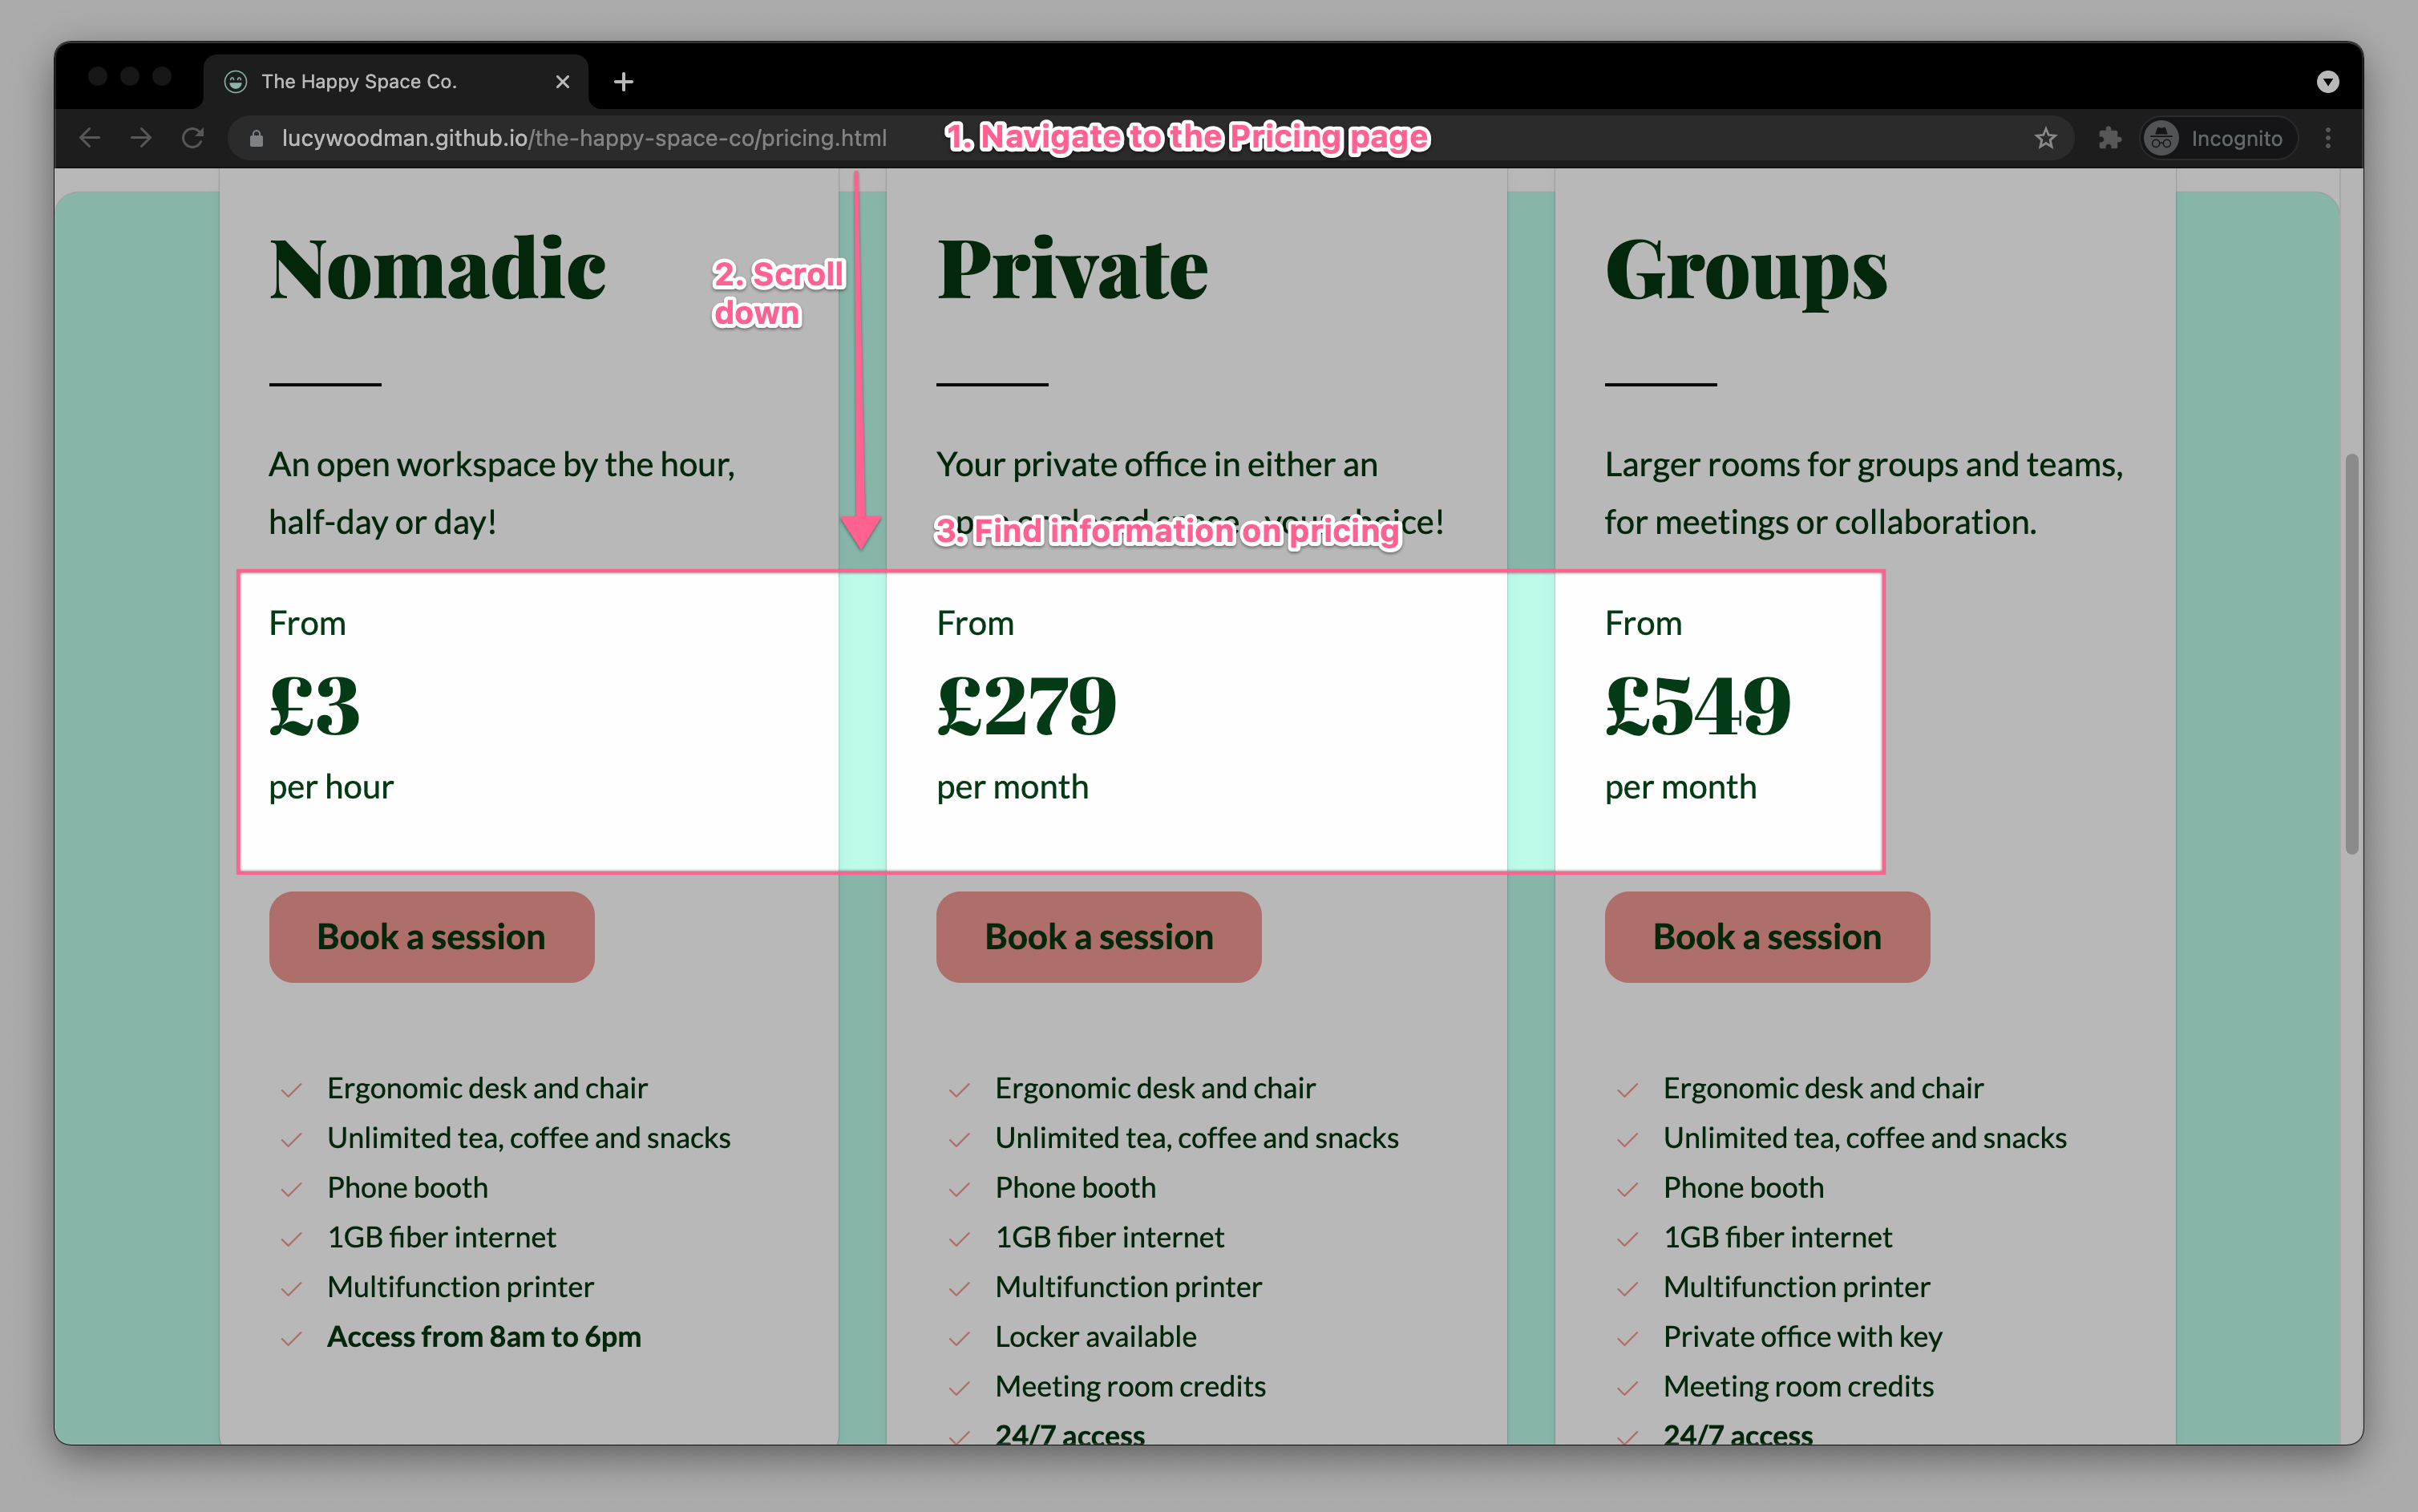 The Happy Space Co.
lucywoodman.github.io/the-happy-space-co/pricing.html
1. Navigate to the Pricing page
Incognito
2. Scroll
down
Nomadic
An open workspace by the hour,
half-day or day!
From
£3
per hour
Book a session
Ergonomic desk and chair
Unlimited tea, coffee and snacks
Phone booth
1GB fiber internet
Multifunction printer
Access from 8am to 6pm
Private
Your private office in either an
choice!
3. Find information on pricing
From
£279
per month
Book a session
Ergonomic desk and chair
Unlimited tea, coffee and snacks
Phone booth
1GB fiber internet
Multifunction printer
Locker available
Meeting room credits
24/7 access
Groups
Larger rooms for groups and teams,
for meetings or collaboration.
From
£549
per month
Book a session
Ergonomic desk and chair
Unlimited tea, coffee and snacks
Phone booth
1GB fiber internet
Multifunction printer
Private office with key
Meeting room credits
24/7 access